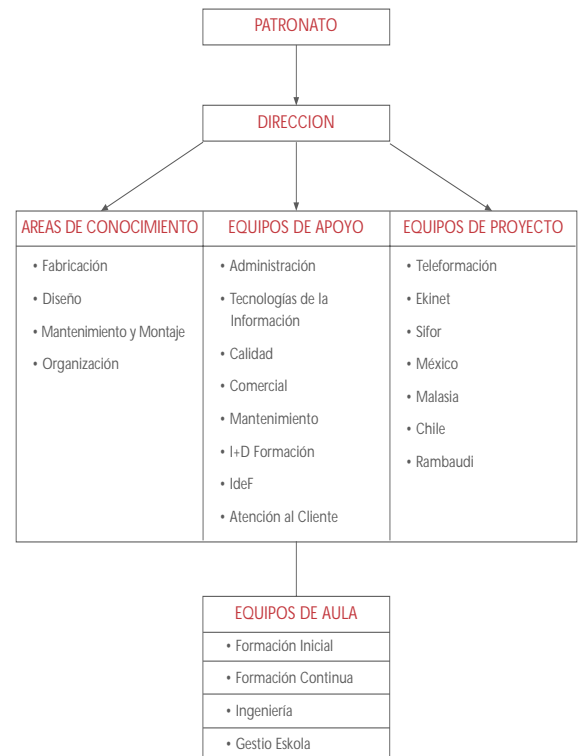 PATRONATO
DIRECCION
AREAS DE CONOCIMIENTO
• Fabricación
• Diseño
• Mantenimiento y Montaje
• Organización
EQUIPOS DE APOYO
• Administración
• Tecnologías de la
Información
• Calidad
• Comercial
• Mantenimiento
• I+D Formación
• IdeF
• Atención al Cliente
EQUIPOS DE PROYECTO
• Teleformación
• Ekinet
• Sifor
• México
• Malasia
• Chile
• Rambaudi
EQUIPOS DE AULA
• Formación Inicial
• Formación Continua
• Ingeniería
• Gestio Eskola